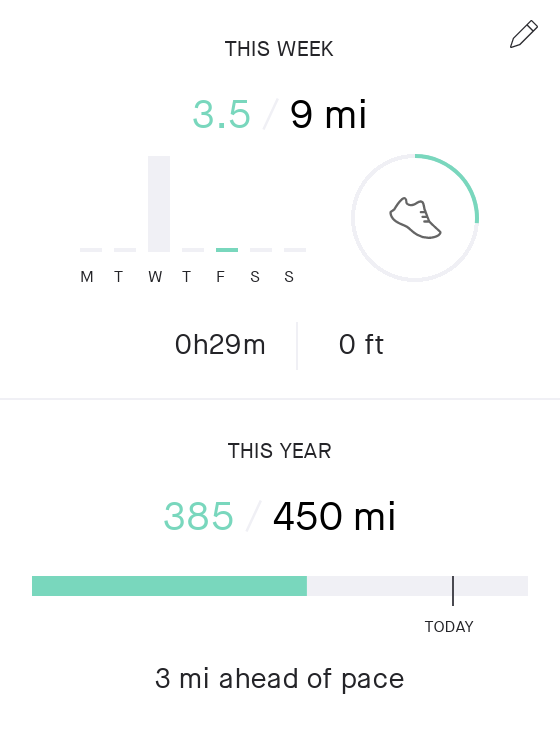 THIS WEEK
3.5 / 9 mi
M T W T F S S
0h29m 0 ft
THIS YEAR
385 / 450 mi
TODAY
3 mi ahead of pace